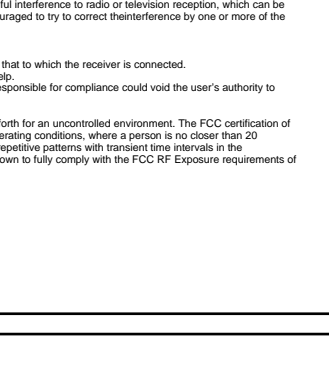 ful interference to radio or television reception, which can be
uraged to try to correct theinterference by one or more of the
that to which the receiver is connected.
elp.
esponsible for compliance could void the user's authority to
forth for an uncontrolled environment. The FCC certification of
erating conditions, where a person is no closer than 20
epetitive patterns with transient time intervals in the
own to fully comply with the FCC RF Exposure requirements of